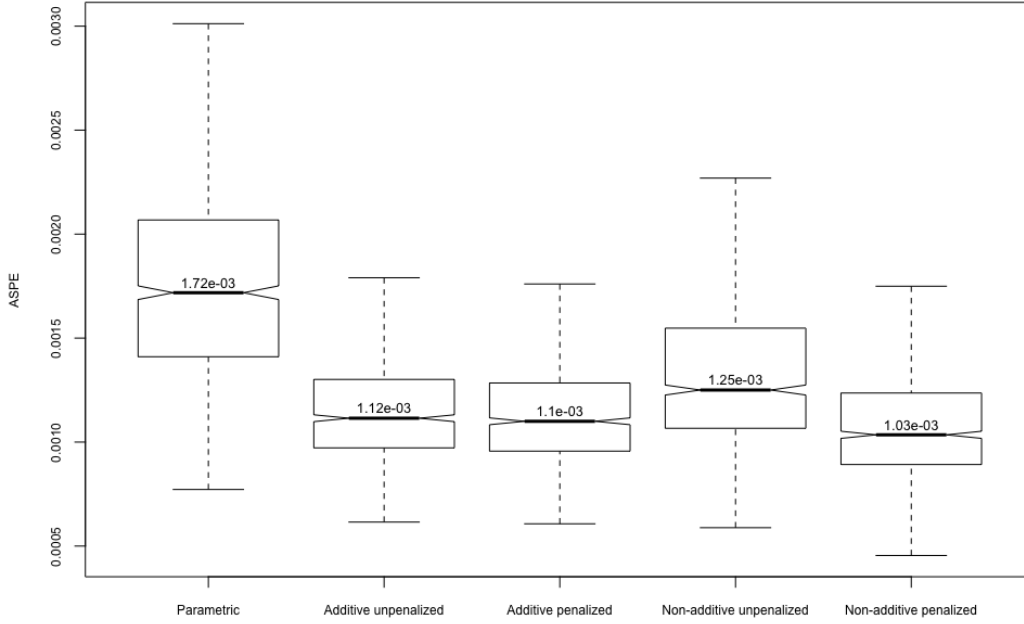 ASPE
0.0030
0.0025
0.0020
0.0015
0.0010
0.0005
1.72e-03
1.12e-03
1.1e-03
1.25e-03
1.03e-03
Parametric
Additive unpenalized
Additive penalized
Non-additive unpenalized
Non-additive penalized